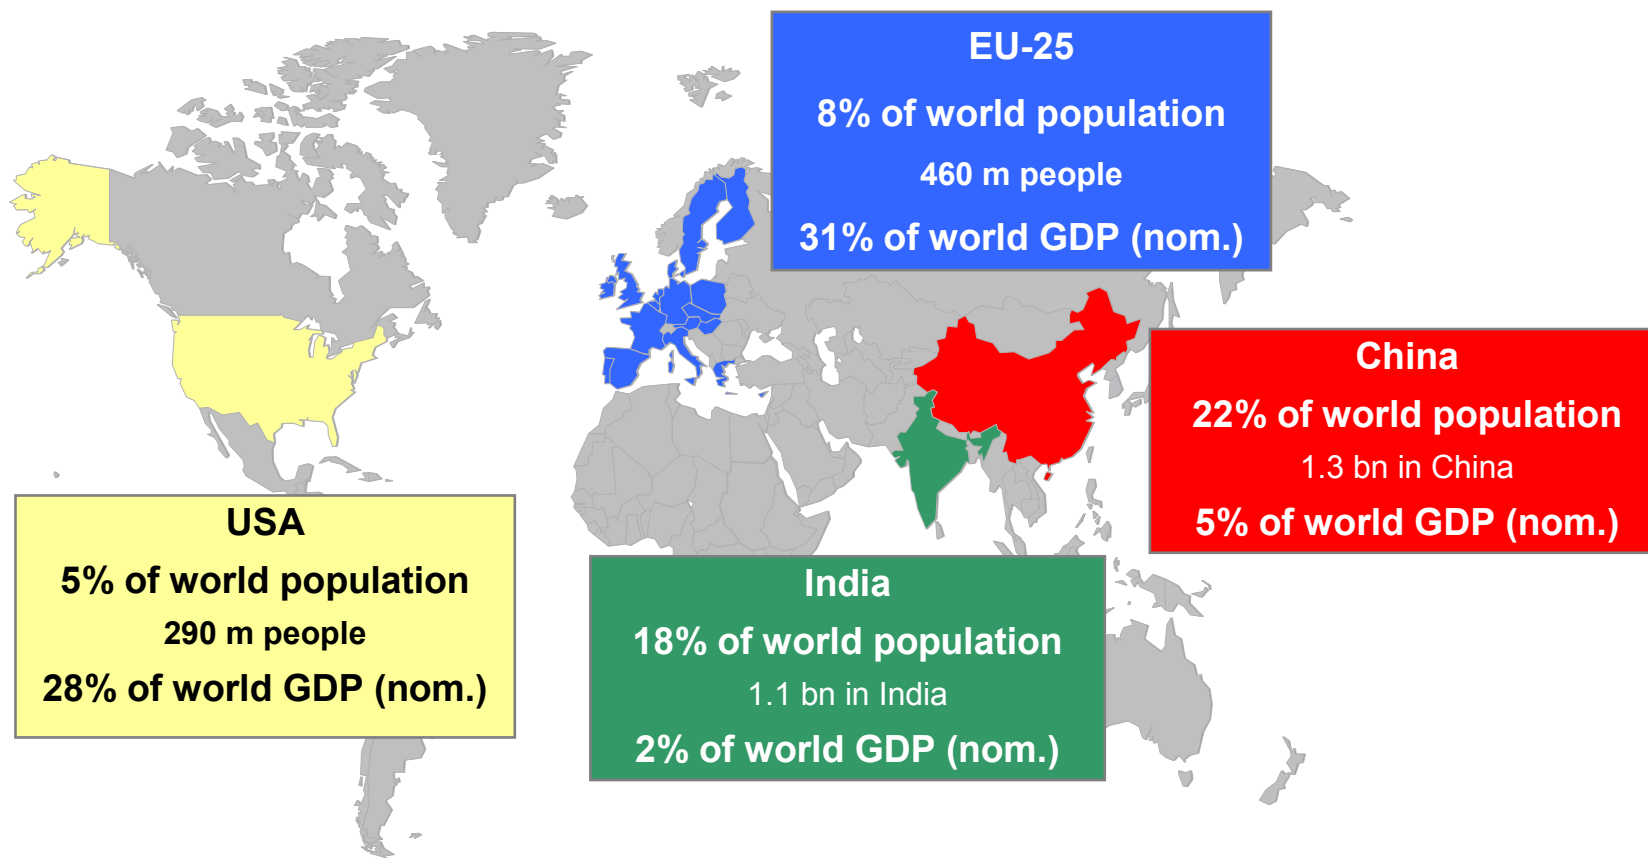 EU-25
8% of world population
460 m people
31% of world GDP (nom.)
China
22% of world population
1.3 bn in China
5% of world GDP (nom.)
USA
5% of world population
290 m people
28% of world GDP (nom.)
India
18% of world population
1.1 bn in India
2% of world GDP (nom.)